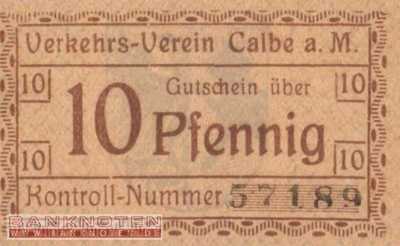 Verkehrs-Verein Calbe a. M.
10 Gutschein über 10
10 Pfennig
10 10
Kontroll-Nummer 57189
BANKNOTEN